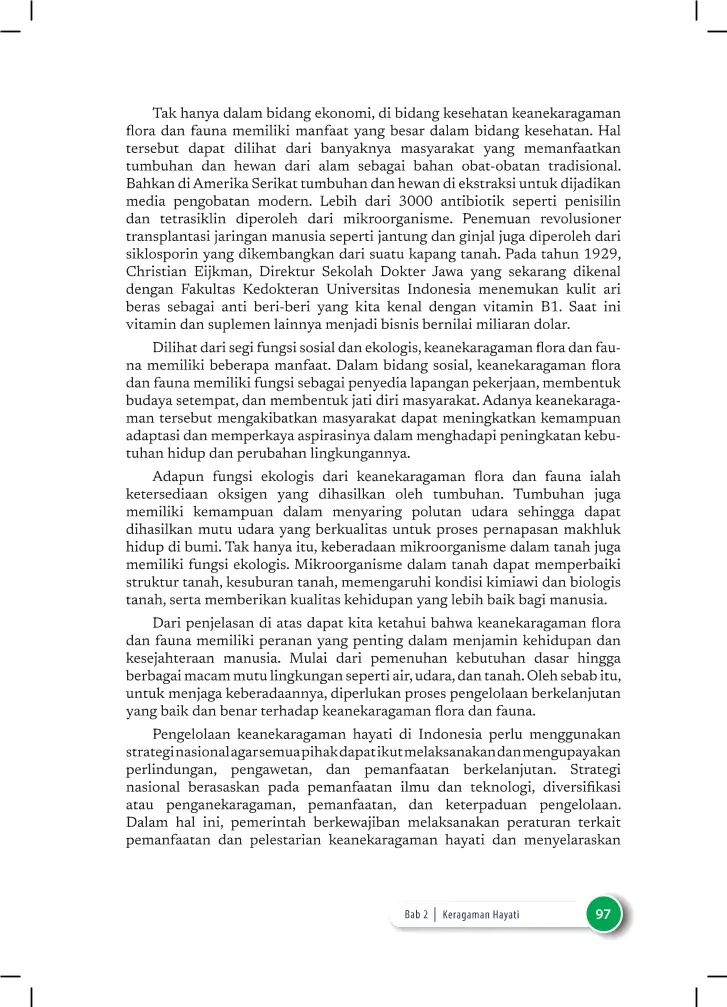 Tak hanya dalam bidang ekonomi, di bidang kesehatan keanekaragaman
flora dan fauna memiliki manfaat yang besar dalam bidang kesehatan. Hal
tersebut dapat dilihat dari banyaknya masyarakat yang memanfaatkan
tumbuhan dan hewan dari alam sebagai bahan obat-obatan tradisional.
Bahkan di Amerika Serikat tumbuhan dan hewan di ekstraksi untuk dijadikan
media pengobatan modern. Lebih dari 3000 antibiotik seperti penisilin
dan tetrasiklin diperoleh dari mikroorganisme. Penemuan revolusioner
transplantasi jaringan manusia seperti jantung dan ginjal juga diperoleh dari
siklosporin yang dikembangkan dari suatu kapang tanah. Pada tahun 1929,
Christian Eijkman, Direktur Sekolah Dokter Jawa yang sekarang dikenal
dengan Fakultas Kedokteran Universitas Indonesia menemukan kulit ari
beras sebagai anti beri-beri yang kita kenal dengan vitamin B1. Saat ini
vitamin dan suplemen lainnya menjadi bisnis bernilai miliaran dolar.
Dilihat dari segi fungsi sosial dan ekologis, keanekaragaman flora dan fau-
na memiliki beberapa manfaat. Dalam bidang sosial, keanekaragaman flora
dan fauna memiliki fungsi sebagai penyedia lapangan pekerjaan, membentuk
budaya setempat, dan membentuk jati diri masyarakat. Adanya keanekaraga-
man tersebut mengakibatkan masyarakat dapat meningkatkan kemampuan
adaptasi dan memperkaya aspirasinya dalam menghadapi peningkatan kebu-
tuhan hidup dan perubahan lingkungannya.
Adapun fungsi ekologis dari keanekaragaman flora dan fauna ialah
ketersediaan oksigen yang dihasilkan oleh tumbuhan. Tumbuhan juga
memiliki kemampuan dalam menyaring polutan udara sehingga dapat
dihasilkan mutu udara yang berkualitas untuk proses pernapasan makhluk
hidup di bumi. Tak hanya itu, keberadaan mikroorganisme dalam tanah juga
memiliki fungsi ekologis. Mikroorganisme dalam tanah dapat memperbaiki
struktur tanah, kesuburan tanah, memengaruhi kondisi kimiawi dan biologis
tanah, serta memberikan kualitas kehidupan yang lebih baik bagi manusia.
Dari penjelasan di atas dapat kita ketahui bahwa keanekaragaman flora
dan fauna memiliki peranan yang penting dalam menjamin kehidupan dan
kesejahteraan manusia. Mulai dari pemenuhan kebutuhan dasar hingga
berbagai macam mutu lingkungan seperti air, udara, dan tanah. Oleh sebab itu,
untuk menjaga keberadaannya, diperlukan proses pengelolaan berkelanjutan
yang baik dan benar terhadap keanekaragaman flora dan fauna.
Pengelolaan keanekaragaman hayati di Indonesia perlu menggunakan
strategi nasional agar semua pihak dapat ikut melaksanakan dan mengupayakan
perlindungan, pengawetan, dan pemanfaatan berkelanjutan. Strategi
nasional berasaskan pada pemanfaatan ilmu dan teknologi, diversifikasi
atau penganekaragaman, pemanfaatan, dan keterpaduan pengelolaan.
Dalam hal ini, pemerintah berkewajiban melaksanakan peraturan terkait
pemanfaatan dan pelestarian keanekaragaman hayati dan menyelaraskan
Bab 2 | Keragaman Hayati 97